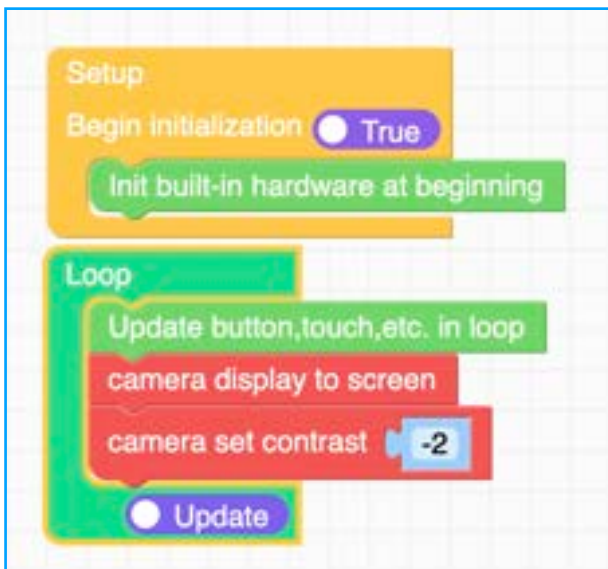 Setup
Begin initialization True
Init built-in hardware at beginning
Loop
Update button,touch,etc. in loop
camera display to screen
camera set contrast -2
Update